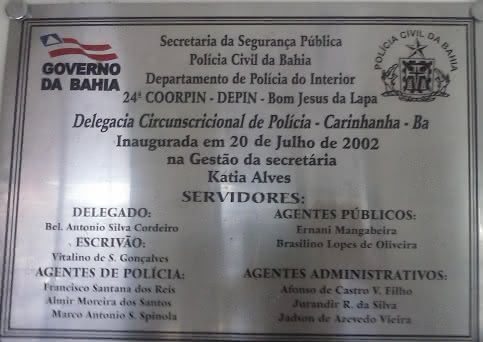 GOVERNO
DA BAHIA
Secretaria da Segurança Pública
Polícia Civil da Bahia
Departamento de Polícia do Interior
24ª COORPIN - DEPIN - Bom Jesus da Lapa
POLÍCIA CIVIL DA BAHIA
Delegacia Circunscricional de Polícia - Carinhanha - Ba
Inaugurada em 20 de Julho de 2002
na Gestão da secretária
Katia Alves
SERVIDORES:
DELEGADO:
Bel. Antonio Silva Cordeiro
ESCRIVÃO:
Vitalino de S. Gonçalves
AGENTES DE POLÍCIA:
Francisco Santana dos Reis
Almir Moreira dos Santos
Marco Antonio S. Spinola
AGENTES PÚBLICOS:
Ernani Mangabeira
Brasilino Lopes de Oliveira
AGENTES ADMINISTRATIVOS:
Afonso de Castro V. Filho
Jurandir R. da Silva
Jadson de Azevedo Vieira